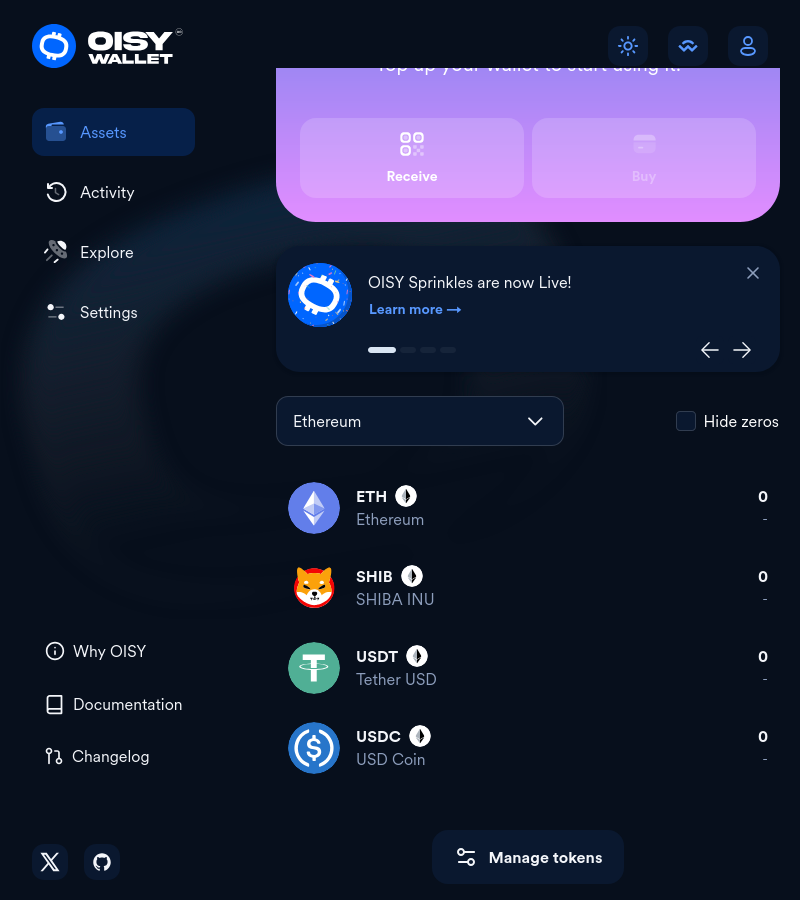 OISY
WALLET
Top up your wallet to start using it!
Assets
Activity
Explore
Settings
Receive
Buy
OISY Sprinkles are now Live!
Learn more →
Ethereum
Hide zeros
ETH
0
Ethereum
-
SHIB
0
SHIBA INU
-
USDT
0
Tether USD
-
USDC
0
USD Coin
-
Why OISY
Documentation
Changelog
Manage tokens